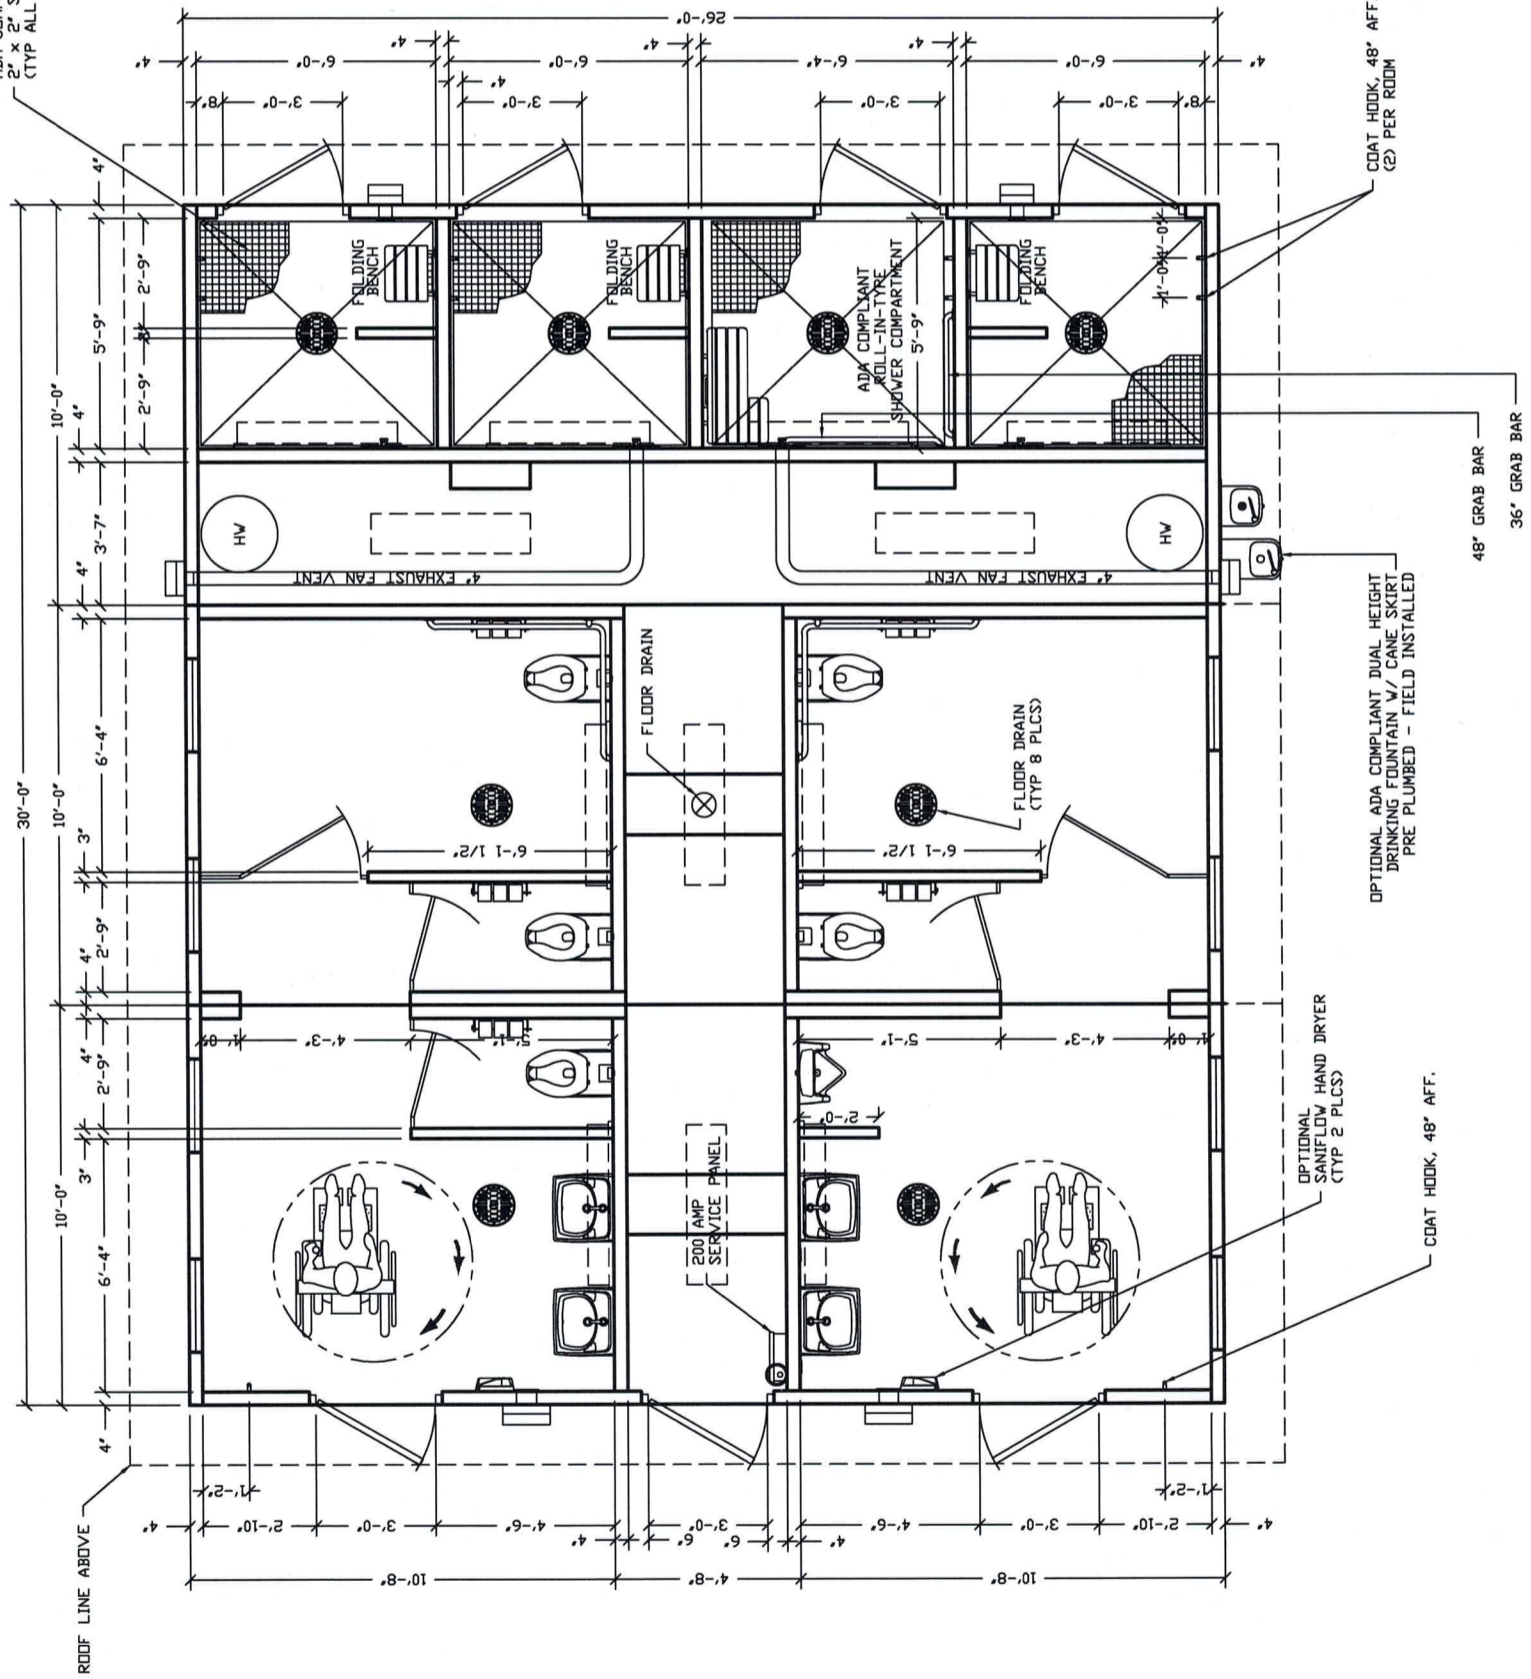 2" x 2" S
(TYP ALL
30'-0"
10'-0"
10'-0"
10'-0"
4"
6'-4"
3"
2'-9"
4"
4"
2'-9"
3"
6'-4"
4"
3'-7"
4"
5'-9"
2'-9"
2'-9"
4"
26'-0"
4"
6'-0"
4"
6'-0"
4"
6'-4"
4"
6'-0"
4"
8"
3'-0"
4"
3'-0"
3'-0"
3'-0"
8"
FOLDING
BENCH
FOLDING
BENCH
ADA COMPLIANT
ROLL-IN-TYRE
SHOWER COMPARTMENT
5'-9"
FOLDING
BENCH
1'-0"
1'-0"
COAT HOOK, 48" AFF.
(2) PER ROOM
48" GRAB BAR
36" GRAB BAR
HW
4" EXHAUST FAN VENT
4" EXHAUST FAN VENT
HW
OPTIONAL ADA COMPLIANT DUAL HEIGHT
DRINKING FOUNTAIN W/ CANE SKIRT
PRE PLUMBED - FIELD INSTALLED
FLOOR DRAIN
FLOOR DRAIN
(TYP 8 PLCS)
6'-1 1/2"
6'-1 1/2"
1'-0"
4'-3"
5'-1"
5'-1"
4'-3"
1'-0"
2'-0"
200 AMP
SERVICE PANEL
OPTIONAL
SANIFLOW HAND DRYER
(TYP 2 PLCS)
COAT HOOK, 48" AFF.
ROOF LINE ABOVE
1'-2"
1'-2"
4"
2'-10"
3'-0"
4'-6"
4"
6"
3'-0"
6"
4"
4'-6"
3'-0"
2'-10"
4"
10'-8"
4'-8"
10'-8"